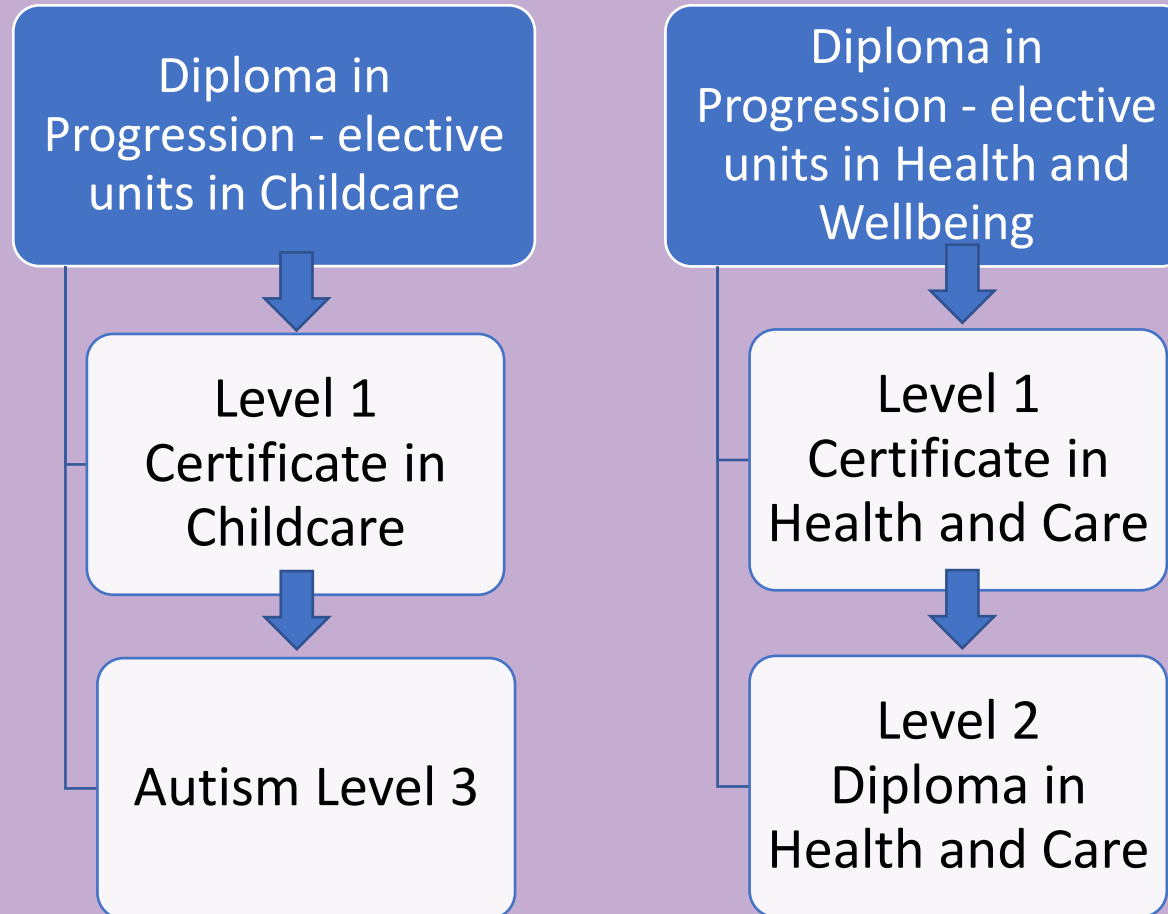 Diploma in
Progression - elective
units in Childcare
Level 1
Certificate in
Childcare
Autism Level 3
Diploma in
Progression - elective
units in Health and
Wellbeing
Level 1
Certificate in
Health and Care
Level 2
Diploma in
Health and Care